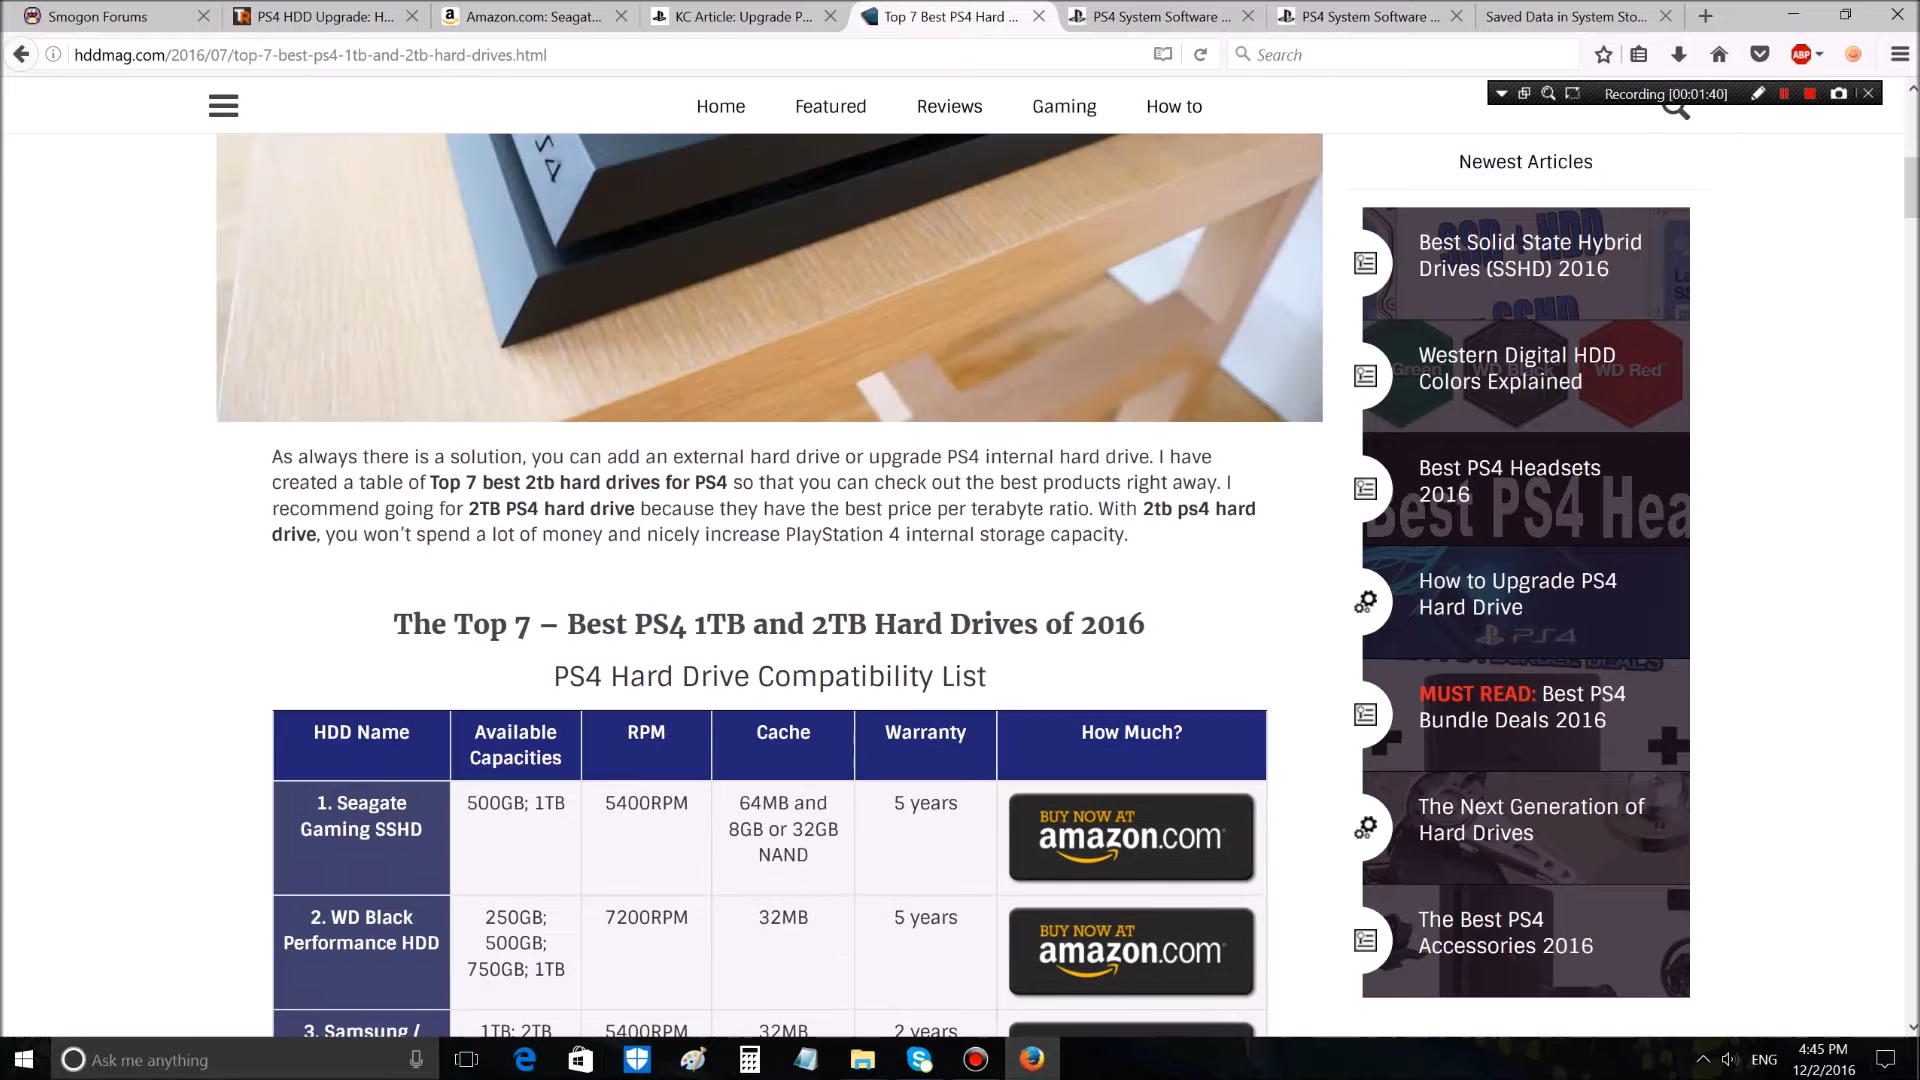 Smogon Forums
PS4 HDD Upgrade: H...
Amazon.com: Seagat...
KC Article: Upgrade P...
Top 7 Best PS4 Hard ...
PS4 System Software ...
PS4 System Software ...
Saved Data in System Sto...
hddmag.com/2016/07/top-7-best-ps4-1tb-and-2tb-hard-drives.html
Search
ABP
Recording [00:01:40]
Home
Featured
Reviews
Gaming
How to
Newest Articles
Best Solid State Hybrid
Drives (SSHD) 2016
Western Digital HDD
Colors Explained
Best PS4 Headsets
2016
How to Upgrade PS4
Hard Drive
MUST READ: Best PS4
Bundle Deals 2016
The Next Generation of
Hard Drives
The Best PS4
Accessories 2016
As always there is a solution, you can add an external hard drive or upgrade PS4 internal hard drive. I have
created a table of Top 7 best 2tb hard drives for PS4 so that you can check out the best products right away. I
recommend going for 2TB PS4 hard drive because they have the best price per terabyte ratio. With 2tb ps4 hard
drive, you won't spend a lot of money and nicely increase PlayStation 4 internal storage capacity.
The Top 7 – Best PS4 1TB and 2TB Hard Drives of 2016
PS4 Hard Drive Compatibility List
HDD Name
Available
Capacities
RPM
Cache
Warranty
How Much?
1. Seagate
Gaming SSHD
500GB; 1TB
5400RPM
64MB and
8GB or 32GB
NAND
5 years
BUY NOW AT
amazon.com
2. WD Black
Performance HDD
250GB;
500GB;
750GB; 1TB
7200RPM
32MB
5 years
BUY NOW AT
amazon.com
3. Samsung /
1TB; 2TB
5400RPM
32MB
2 years
Ask me anything
ENG
4:45 PM
12/2/2016